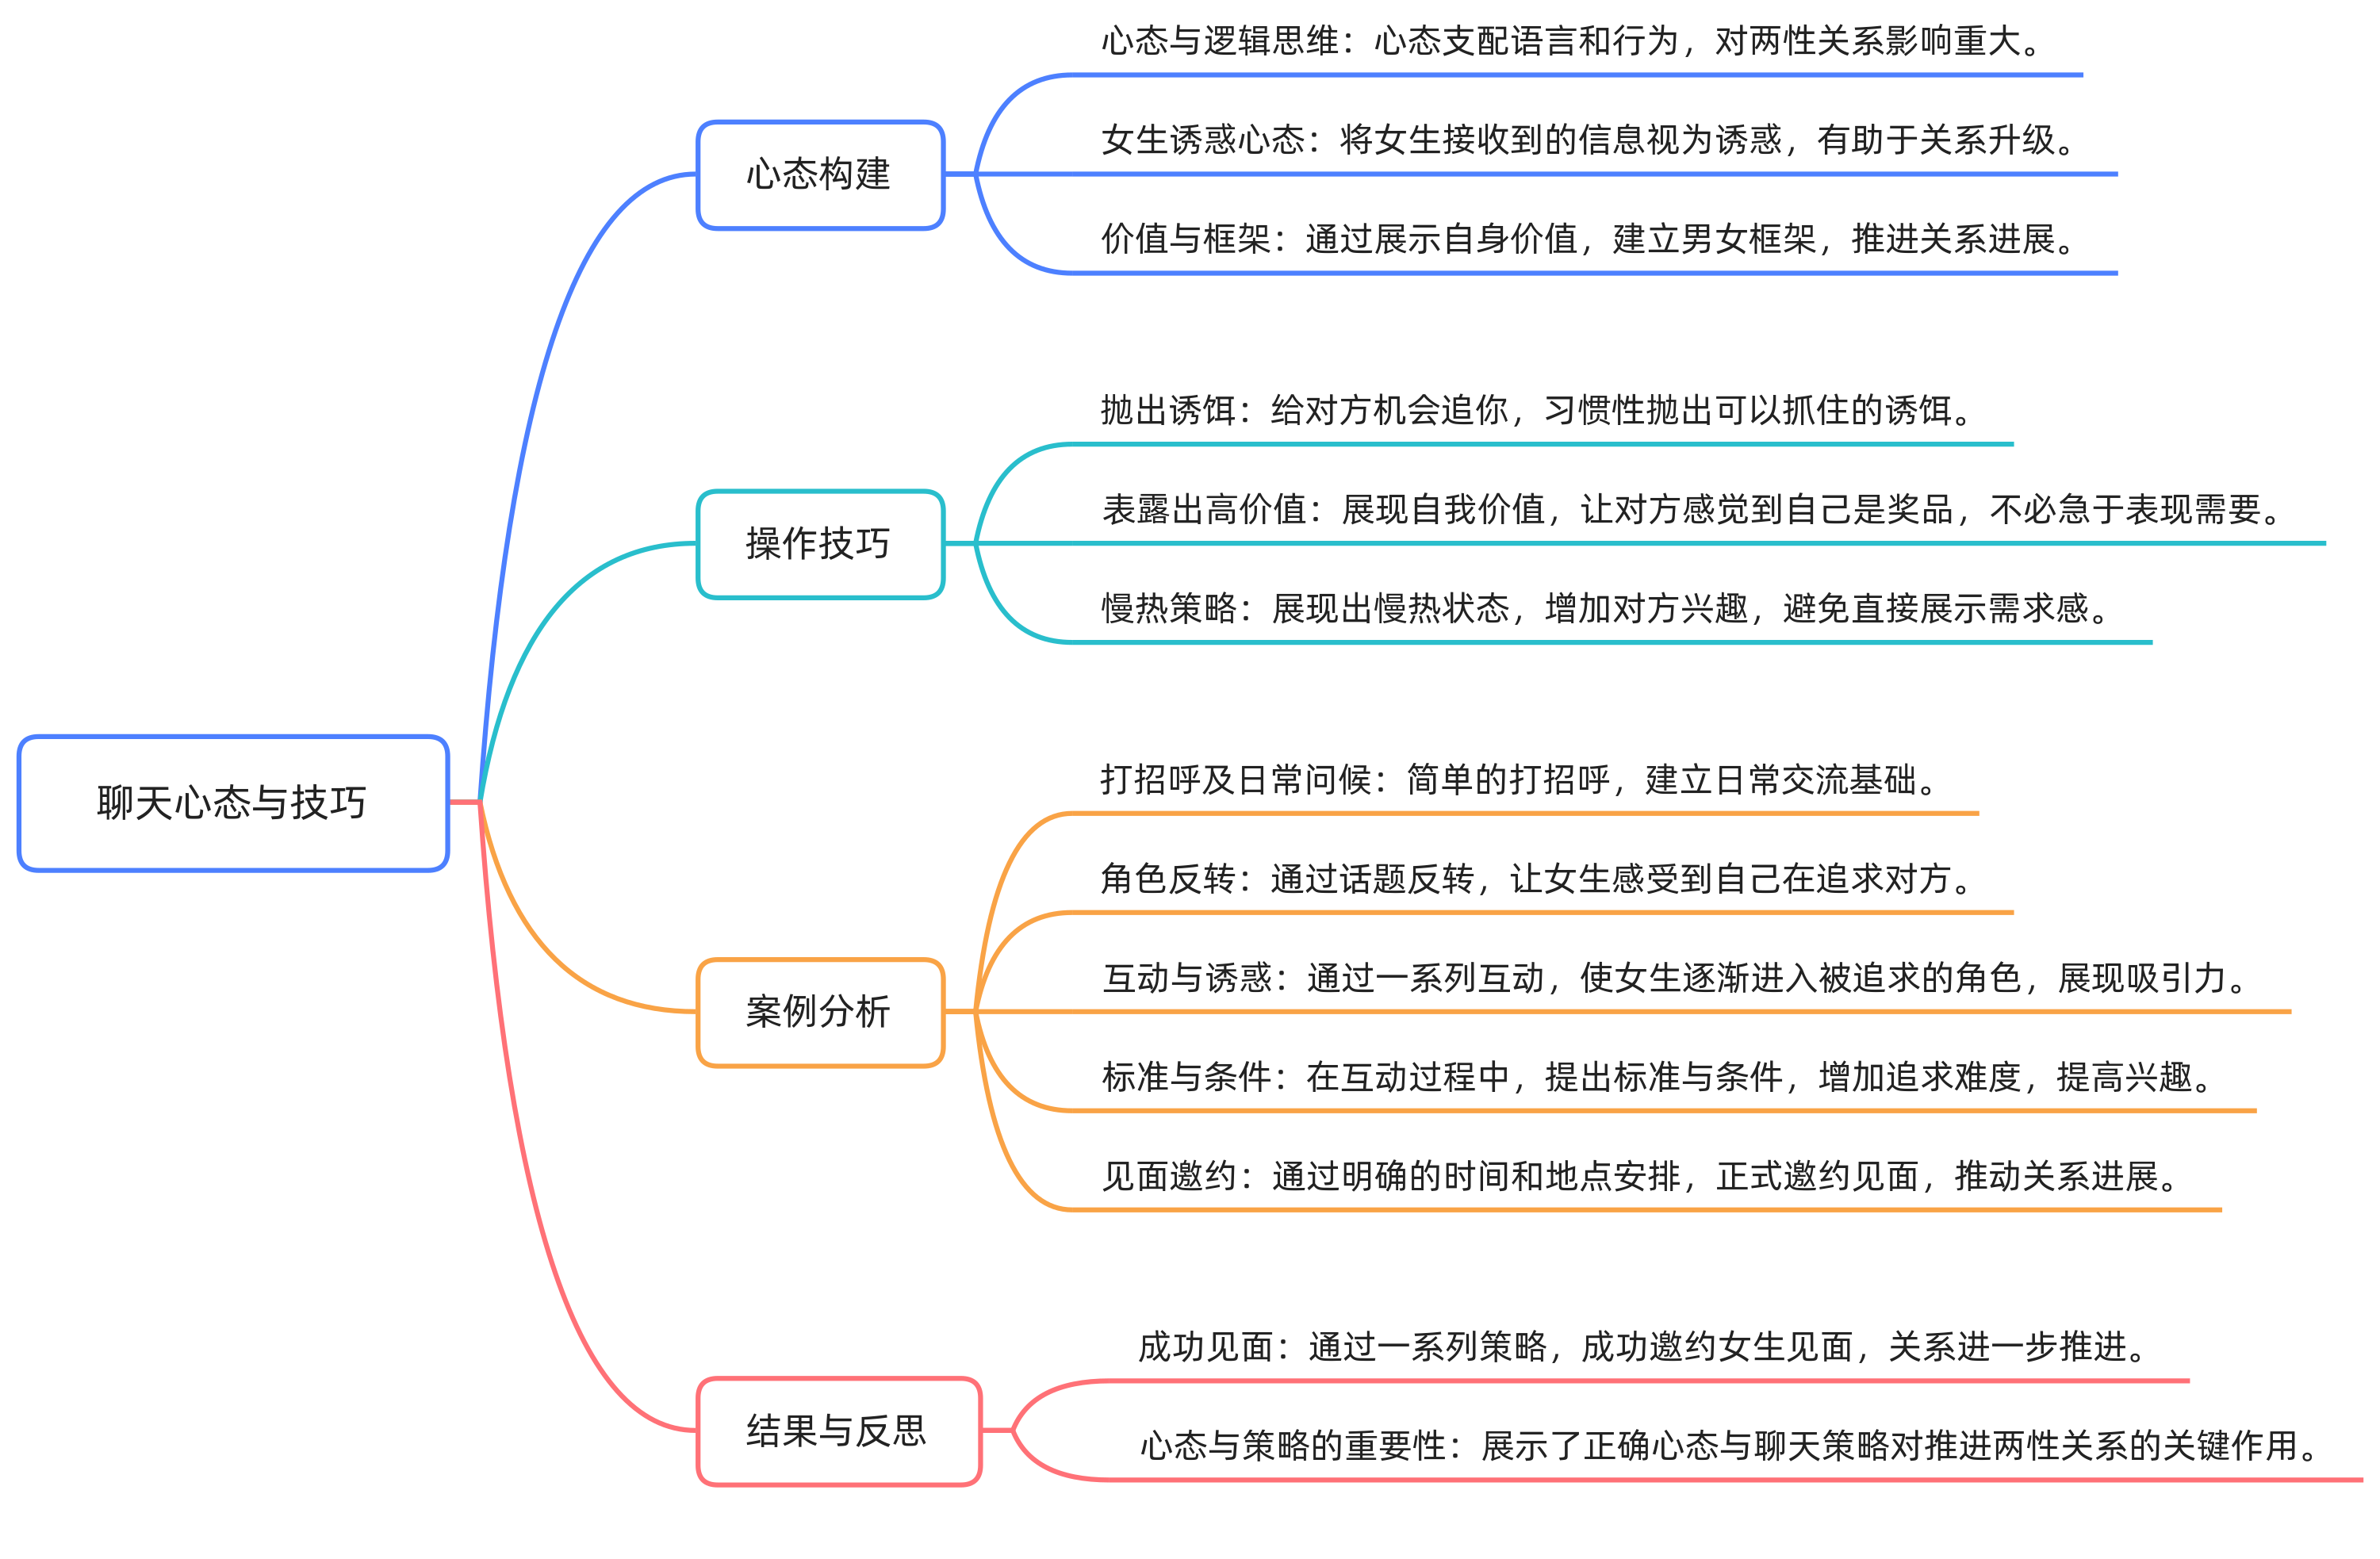 聊天心态与技巧
心态构建
心态与逻辑思维：心态支配语言和行为，对两性关系影响重大。
女生诱惑心态：将女生接收到的信息视为诱惑，有助于关系升级。
价值与框架：通过展示自身价值，建立男女框架，推进关系进展。
操作技巧
抛出诱饵：给对方机会追你，习惯性抛出可以抓住的诱饵。
表露出高价值：展现自我价值，让对方感觉到自己是奖品，不必急于表现需要。
慢热策略：展现出慢热状态，增加对方兴趣，避免直接展示需求感。
案例分析
打招呼及日常问候：简单的打招呼，建立日常交流基础。
角色反转：通过话题反转，让女生感受到自己在追求对方。
互动与诱惑：通过一系列互动，使女生逐渐进入被追求的角色，展现吸引力。
标准与条件：在互动过程中，提出标准与条件，增加追求难度，提高兴趣。
见面邀约：通过明确的时间和地点安排，正式邀约见面，推动关系进展。
结果与反思
成功见面：通过一系列策略，成功邀约女生见面，关系进一步推进。
心态与策略的重要性：展示了正确心态与聊天策略对推进两性关系的关键作用。